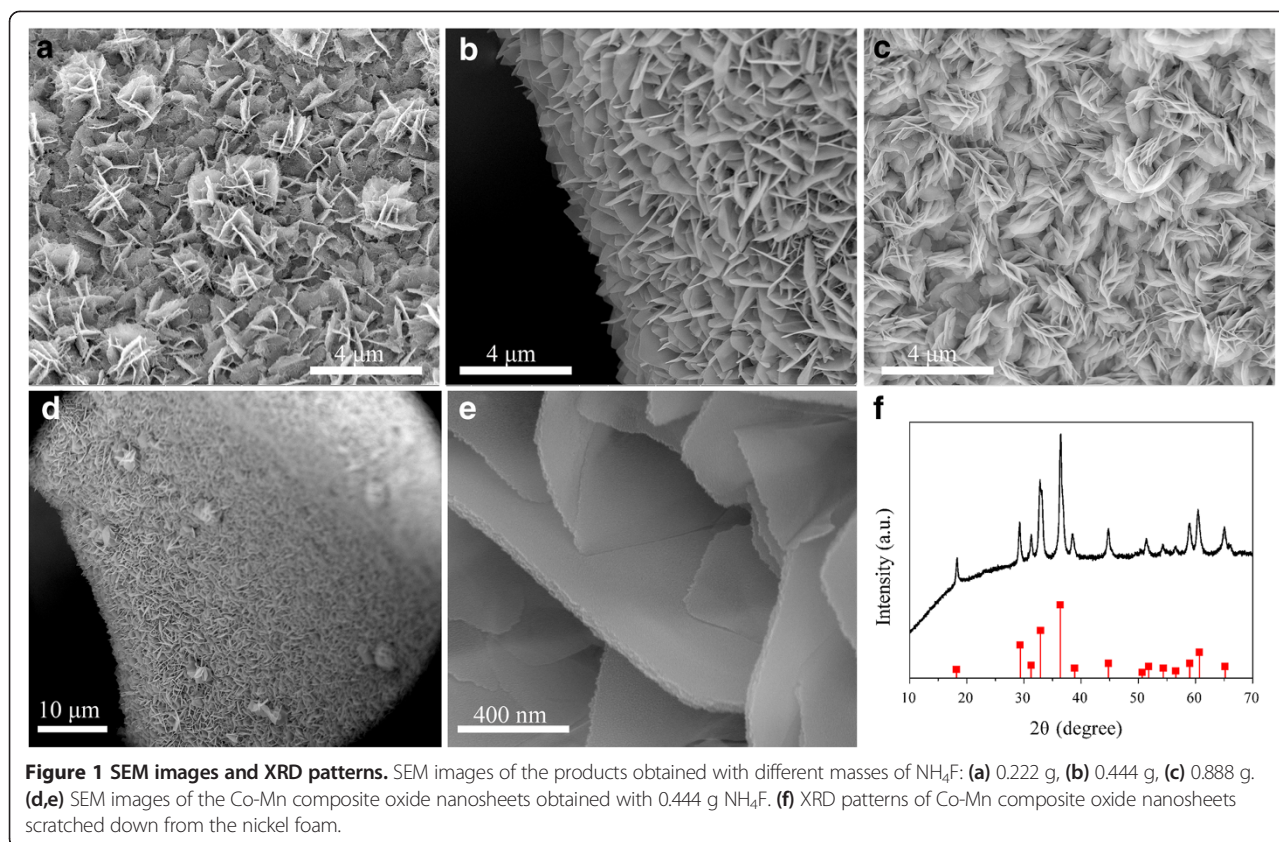 a
b
c
4 μm
4 μm
4 μm
d
e
f
10 μm
400 nm
Intensity (a.u.)
10 20 30 40 50 60 70
2θ (degree)
Figure 1 SEM images and XRD patterns. SEM images of the products obtained with different masses of NH₄F: (a) 0.222 g, (b) 0.444 g, (c) 0.888 g.
(d,e) SEM images of the Co-Mn composite oxide nanosheets obtained with 0.444 g NH₄F. (f) XRD patterns of Co-Mn composite oxide nanosheets
scratched down from the nickel foam.